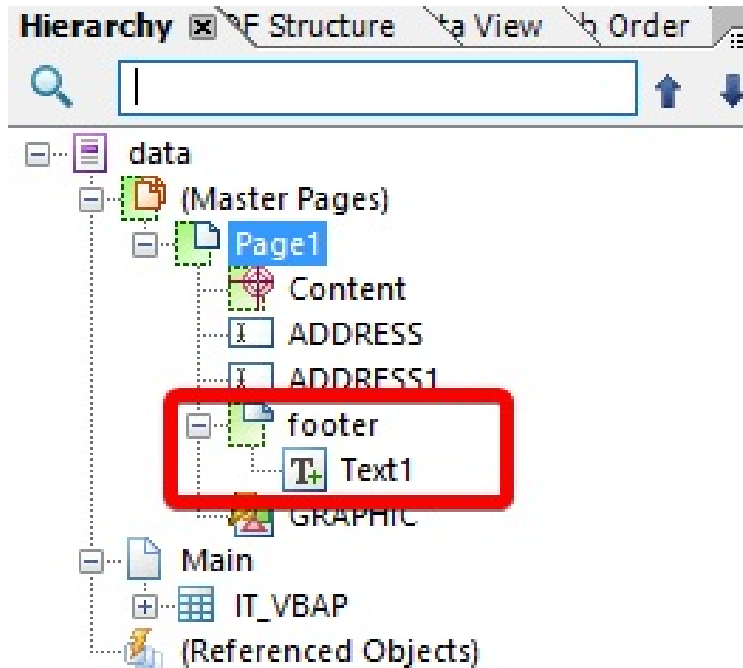 Hierarchy DF Structure ta View b Order
data
(Master Pages)
Page1
Content
ADDRESS
ADDRESS1
footer
Text1
GRAPHIC
Main
IT_VBAP
(Referenced Objects)